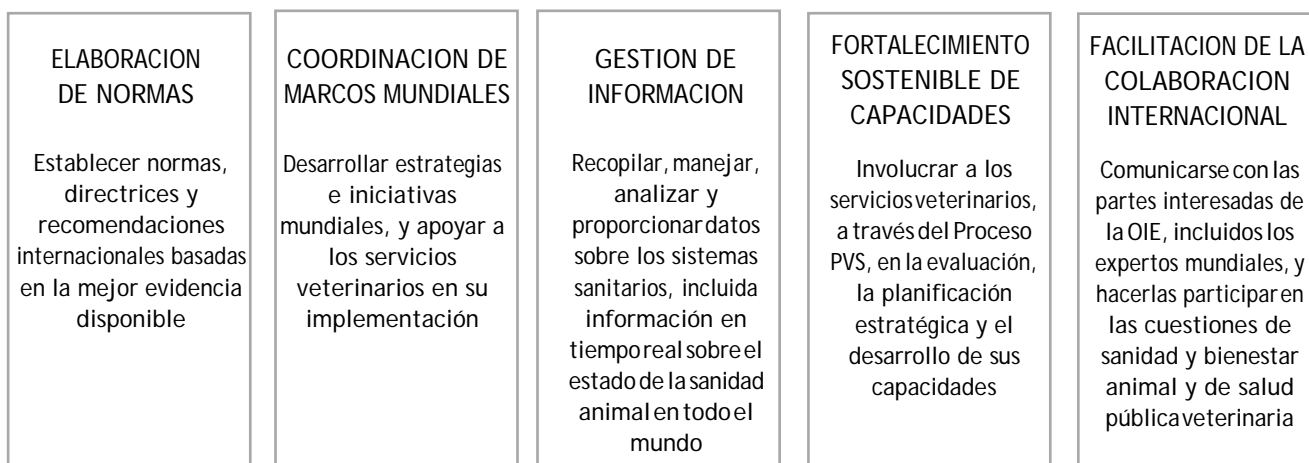 ELABORACION
DE NORMAS
Establecer normas,
directrices y
recomendaciones
internacionales basadas
en la mejor evidencia
disponible
COORDINACION DE
MARCOS MUNDIALES
Desarrollar estrategias
e iniciativas
mundiales, y apoyar a
los servicios
veterinarios en su
implementación
GESTION DE
INFORMACION
Recopilar, manejar,
analizar y
proporcionar datos
sobre los sistemas
sanitarios, incluida
información en
tiempo real sobre el
estado de la sanidad
animal en todo el
mundo
FORTALECIMIENTO
SOSTENIBLE DE
CAPACIDADES
Involucrar a los
servicios veterinarios,
a través del Proceso
PVS, en la evaluación,
la planificación
estratégica y el
desarrollo de sus
capacidades
FACILITACION DE LA
COLABORACION
INTERNACIONAL
Comunicarse con las
partes interesadas de
la OIE, incluidos los
expertos mundiales, y
hacerlas participar en
las cuestiones de
sanidad y bienestar
animal y de salud
pública veterinaria